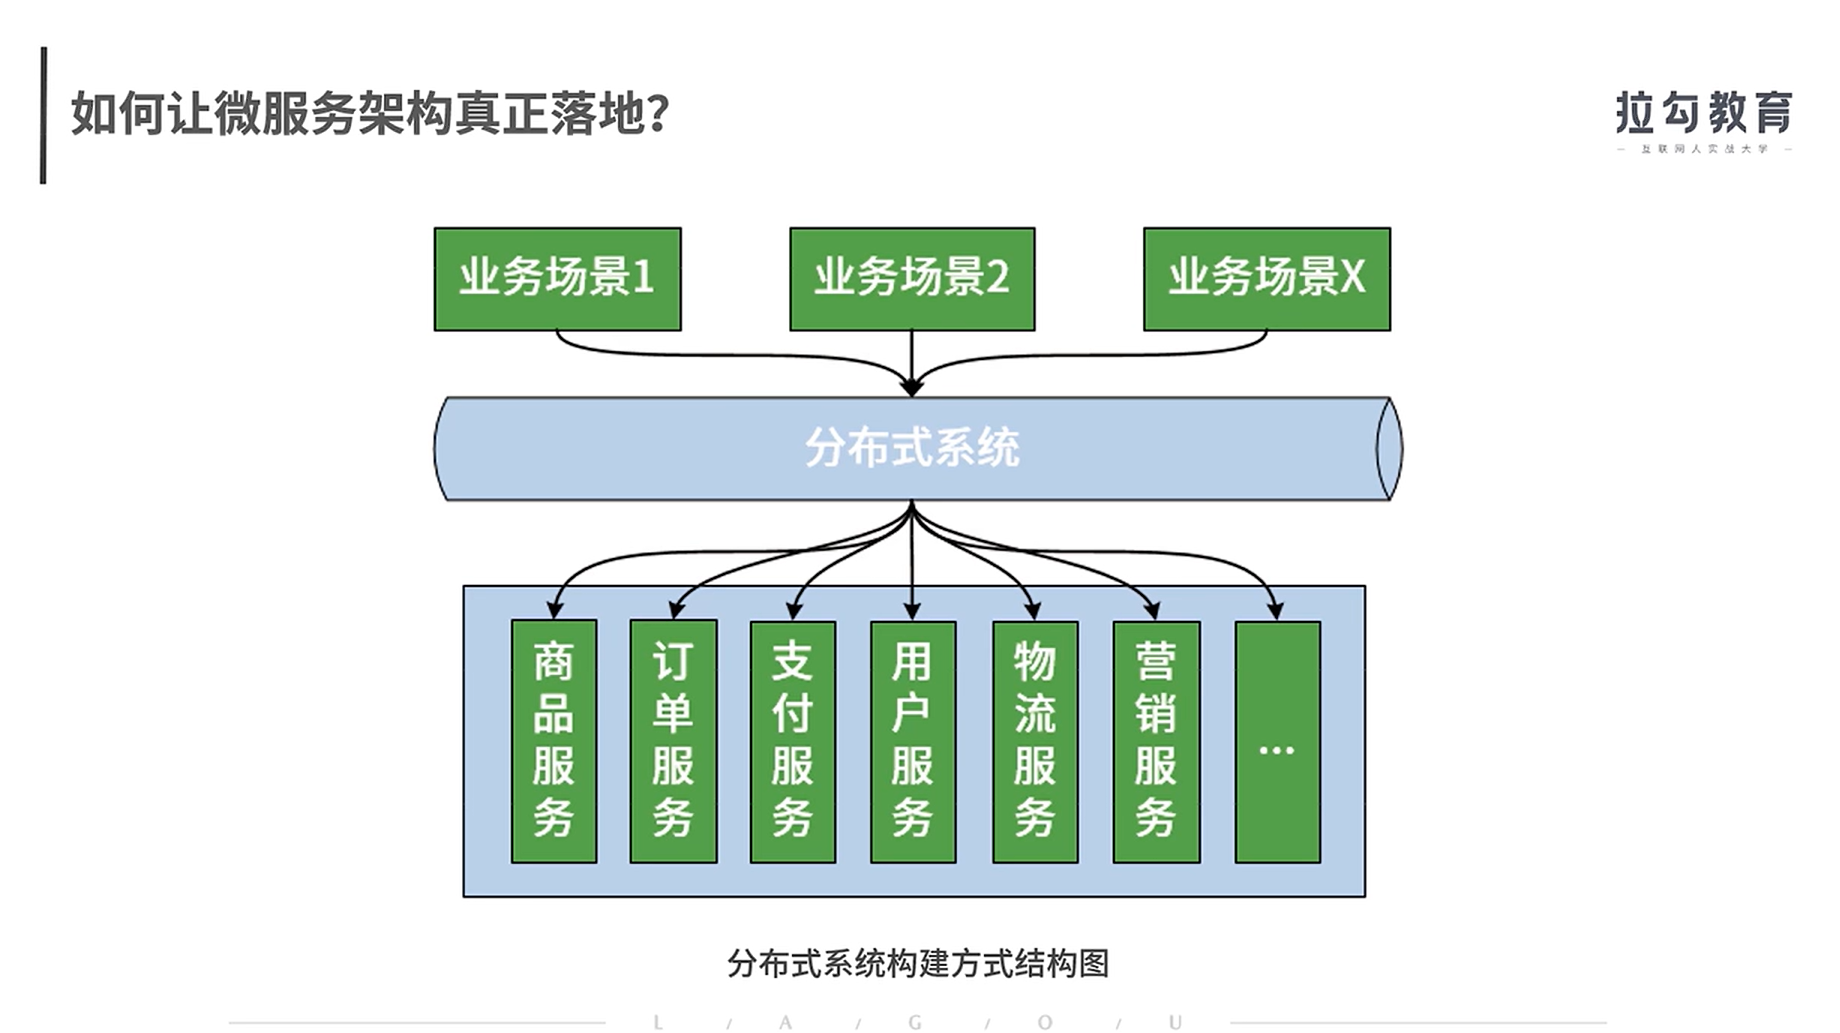 如何让微服务架构真正落地？
拉勾教育
— 互联网人实战大学 —
业务场景1
业务场景2
业务场景X
分布式系统
商品服务
订单服务
支付服务
用户服务
物流服务
营销服务
...
分布式系统构建方式结构图
L / A / G / O / U